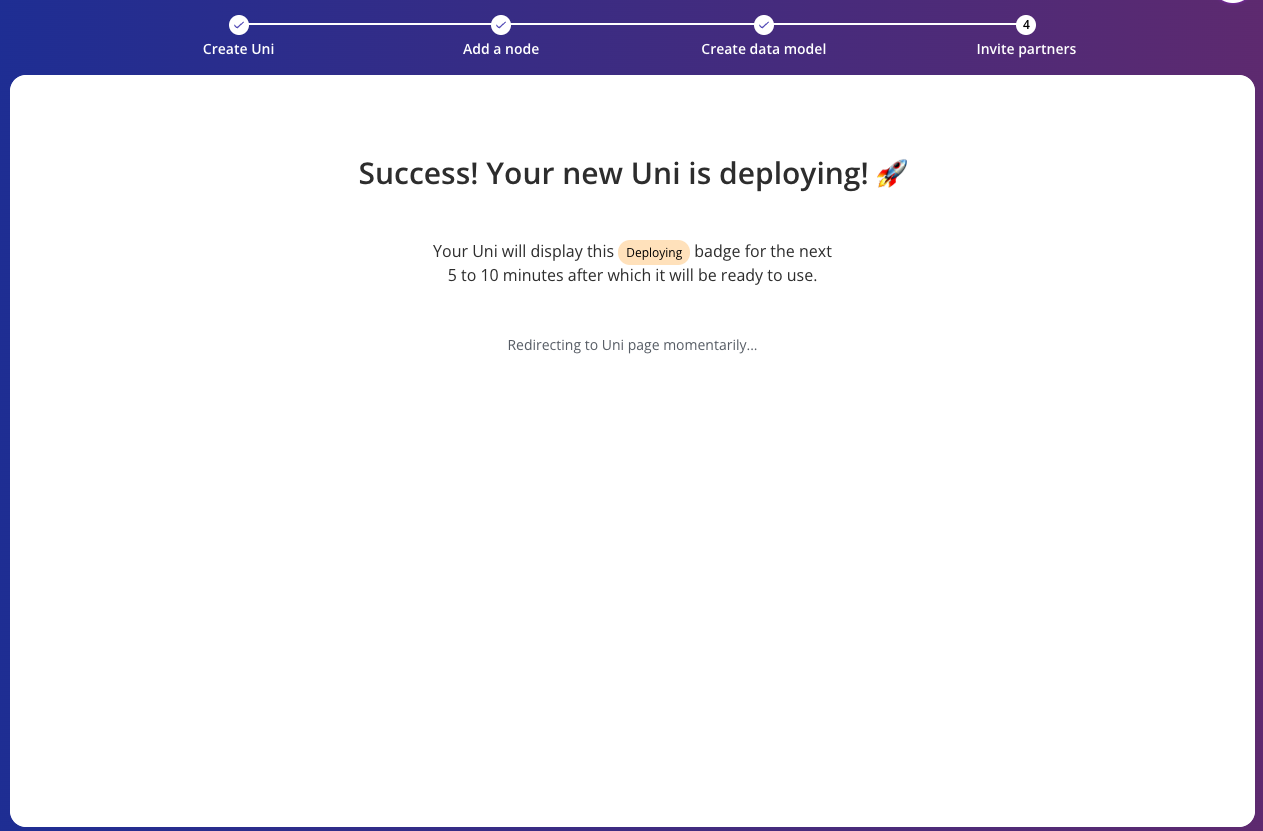 4
Create Uni
Add a node
Create data model
Invite partners
Success! Your new Uni is deploying! 🚀
Your Uni will display this Deploying badge for the next
5 to 10 minutes after which it will be ready to use.
Redirecting to Uni page momentarily...